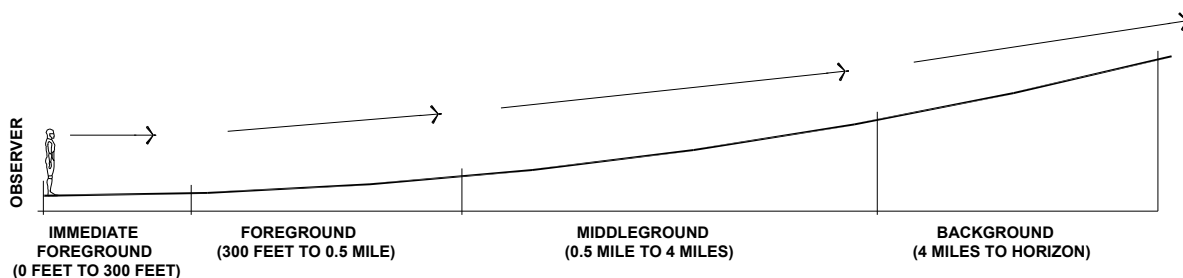 OBSERVER
IMMEDIATE
FOREGROUND
(0 FEET TO 300 FEET)
FOREGROUND
(300 FEET TO 0.5 MILE)
MIDDLEGROUND
(0.5 MILE TO 4 MILES)
BACKGROUND
(4 MILES TO HORIZON)